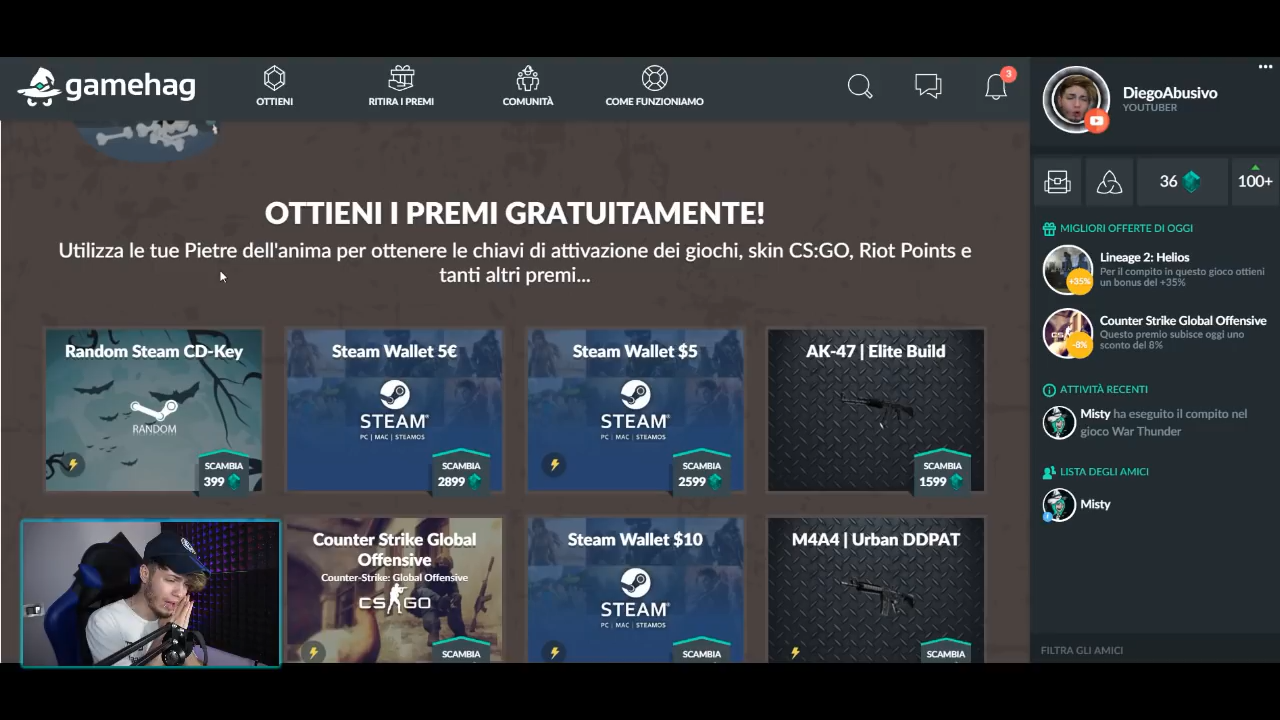 gamehag
OTTIENI
RITIRA I PREMI
COMUNITÀ
COME FUNZIONIAMO
3
DiegoAbusivo
YOUTUBER
36
100+
OTTIENI I PREMI GRATUITAMENTE!
Utilizza le tue Pietre dell'anima per ottenere le chiavi di attivazione dei giochi, skin CS:GO, Riot Points e
tanti altri premi...
Random Steam CD-Key
RANDOM
SCAMBIA
399
Steam Wallet 5€
STEAM®
PC | MAC | STEAMOS
SCAMBIA
2899
Steam Wallet $5
STEAM®
PC | MAC | STEAMOS
SCAMBIA
2599
AK-47 | Elite Build
SCAMBIA
1599
Counter Strike Global
Offensive
Counter-Strike: Global Offensive
CS GO
SCAMBIA
Steam Wallet $10
STEAM®
PC | MAC | STEAMOS
SCAMBIA
M4A4 | Urban DDPAT
SCAMBIA
MIGLIORI OFFERTE DI OGGI
Lineage 2: Helios
Per il compito in questo gioco ottieni
un bonus del +35%
+35%
Counter Strike Global Offensive
Questo premio subisce oggi uno
sconto del 8%
-8%
ATTIVITÀ RECENTI
Misty ha eseguito il compito nel
gioco War Thunder
LISTA DEGLI AMICI
Misty
FILTRA GLI AMICI